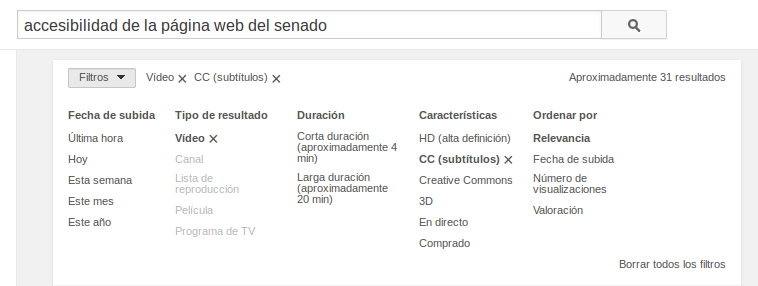 accesibilidad de la página web del senado
Filtros Vídeo CC (subtítulos) Aproximadamente 31 resultados
Fecha de subida
Última hora
Hoy
Esta semana
Este mes
Este año
Tipo de resultado
Vídeo
Canal
Lista de
reproducción
Película
Programa de TV
Duración
Corta duración
(aproximadamente 4
min)
Larga duración
(aproximadamente
20 min)
Características
HD (alta definición)
CC (subtítulos)
Creative Commons
3D
En directo
Comprado
Ordenar por
Relevancia
Fecha de subida
Número de
visualizaciones
Valoración
Borrar todos los filtros